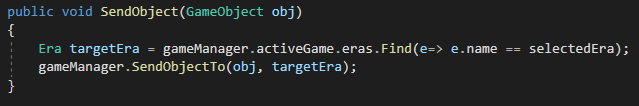 public void SendObject(GameObject obj)
{
Era targetEra = gameManager.activeGame.eras.Find(e=> e.name == selectedEra);
gameManager.SendObjectTo(obj, targetEra);
}